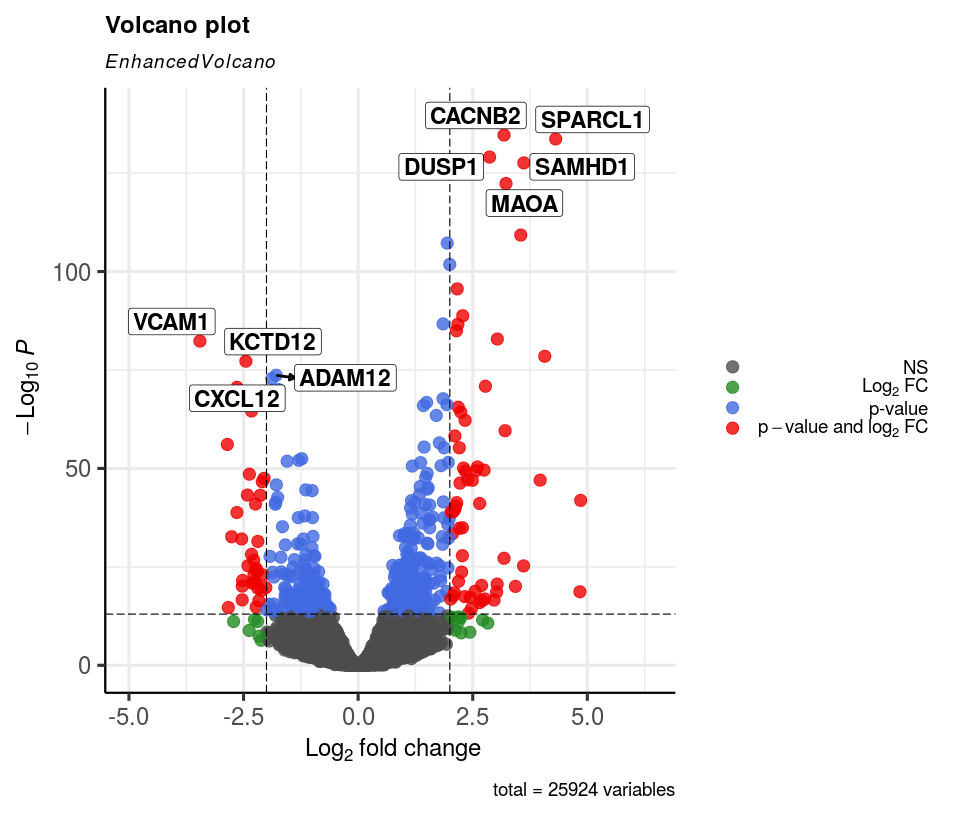 Volcano plot
EnhancedVolcano
CACNB2
SPARCL1
DUSP1
SAMHD1
MAOA
VCAM1
KCTD12
ADAM12
CXCL12
100
50
0
−Log10 P
-5.0 -2.5 0.0 2.5 5.0
Log2 fold change
NS
Log2 FC
p-value
p − value and log2 FC
total = 25924 variables